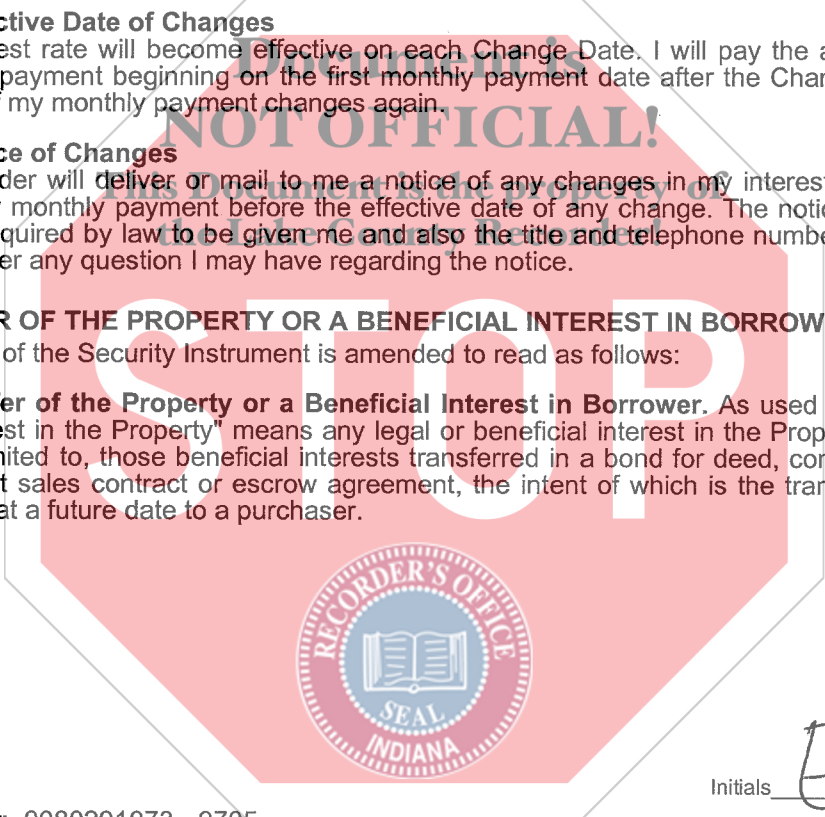 ctive Date of Changes
est rate will become effective on each Change Date. I will pay the a
payment beginning on the first monthly payment date after the Char
my monthly payment changes again.
ce of Changes
der will deliver or mail to me a notice of any changes in my interest
monthly payment before the effective date of any change. The notic
quired by law to be given me and also the title and telephone numbe
er any question I may have regarding the notice.
R OF THE PROPERTY OR A BENEFICIAL INTEREST IN BORROW
of the Security Instrument is amended to read as follows:
er of the Property or a Beneficial Interest in Borrower. As used
est in the Property" means any legal or beneficial interest in the Prop
nited to, those beneficial interests transferred in a bond for deed, con
t sales contract or escrow agreement, the intent of which is the tran
at a future date to a purchaser.
Document is
NOT OFFICIAL!
This Document is the property of
the Lake County Recorder!
STOP
RECORDER'S OFFICE
SEAL
INDIANA
Initials